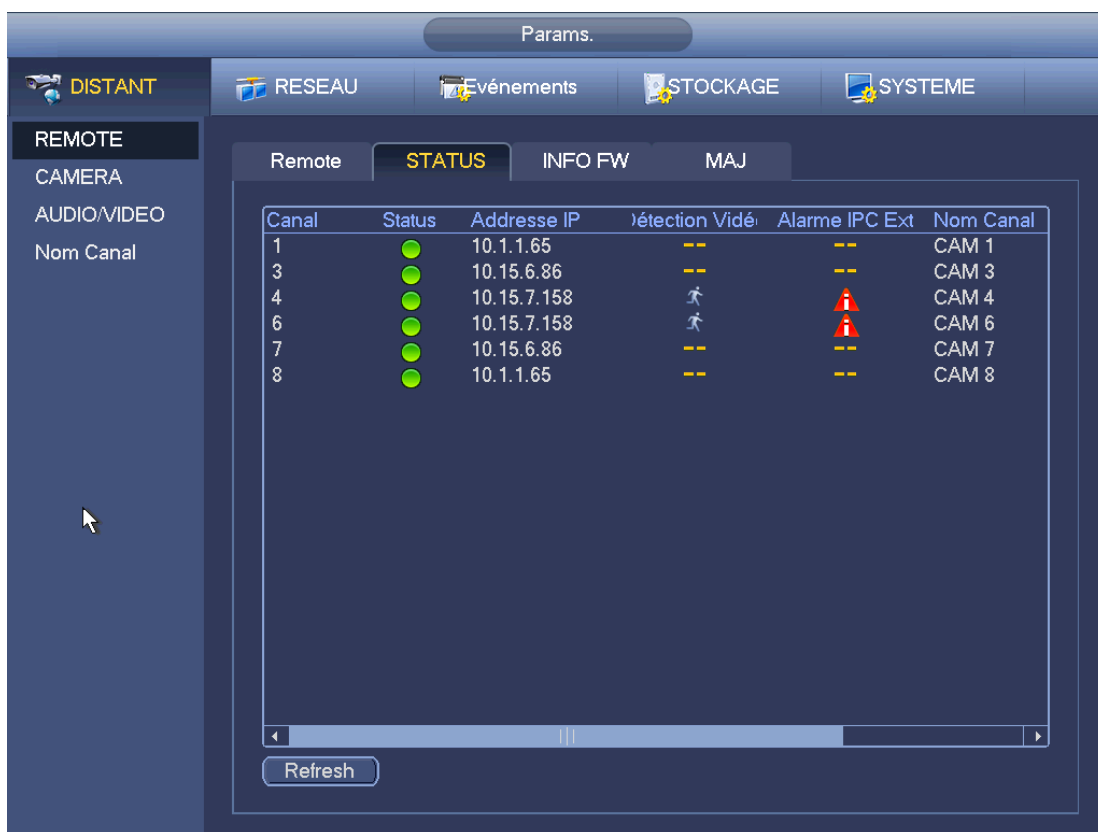 Params.
DISTANT RESEAU Evénements STOCKAGE SYSTEME
REMOTE
CAMERA
AUDIO/VIDEO
Nom Canal
Remote STATUS INFO FW MAJ
Canal Status Addresse IP Détection Vidé Alarme IPC Ext Nom Canal
1 10.1.1.65 -- -- CAM 1
3 10.15.6.86 -- -- CAM 3
4 10.15.7.158 CAM 4
6 10.15.7.158 CAM 6
7 10.15.6.86 -- -- CAM 7
8 10.1.1.65 -- -- CAM 8
Refresh